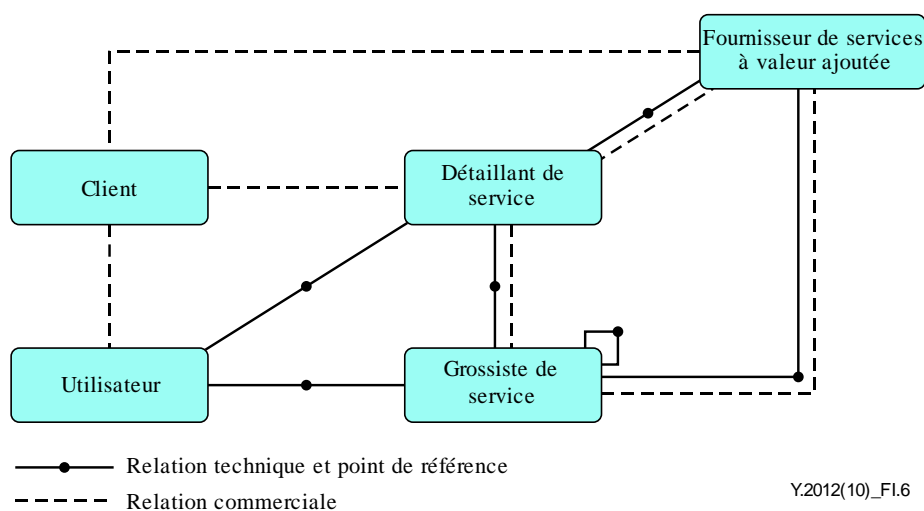 Fournisseur de services
à valeur ajoutée
Client
Détaillant de
service
Utilisateur
Grossiste de
service
Relation technique et point de référence
Relation commerciale
Y.2012(10)_FI.6